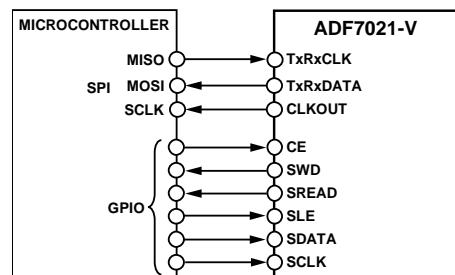 MICROCONTROLLER
ADF7021-V
MISO
TxRxCLK
SPI
MOSI
TxRxDATA
SCLK
CLKOUT
CE
SWD
SREAD
GPIO
SLE
SDATA
SCLK